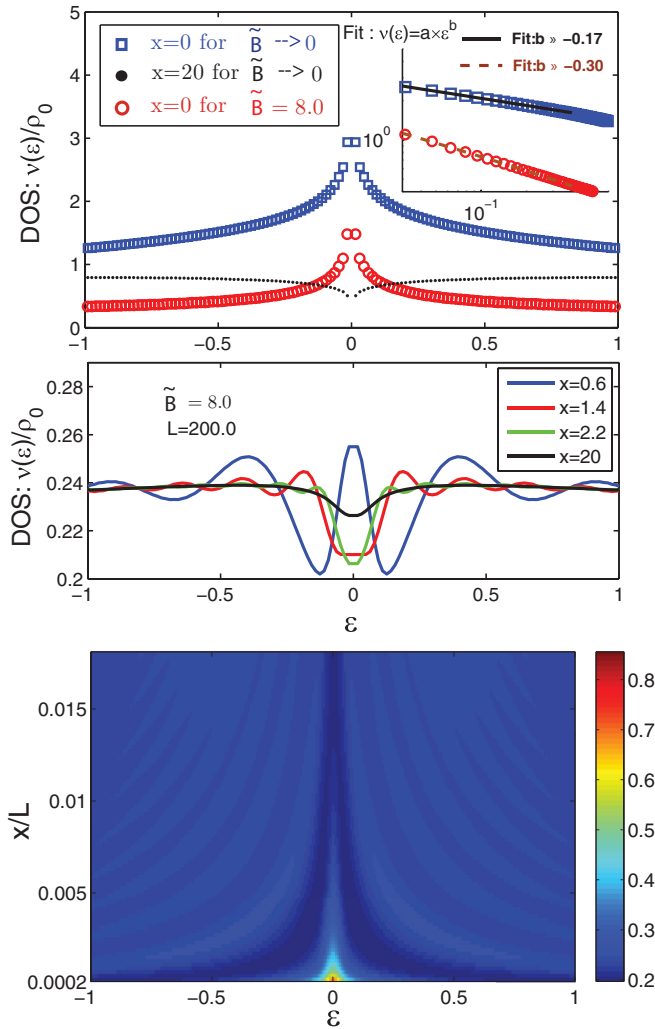 5
4
3
2
1
0
DOS: ν(ε)/ρ0
x=0 for B̃ -->0
x=20 for B̃ -->0
x=0 for B̃ = 8.0
Fit : ν(ε)=a×ε^b
Fit:b » −0.17
Fit:b » −0.30
10^0
10^−1
−1 −0.5 0 0.5 1
0.28
0.26
0.24
0.22
0.2
DOS: ν(ε)/ρ0
B̃ = 8.0
L=200.0
x=0.6
x=1.4
x=2.2
x=20
−1 −0.5 0 0.5 1
ε
x/L
0.015
0.01
0.005
0.0002
−1 −0.5 0 0.5 1
ε
0.8
0.7
0.6
0.5
0.4
0.3
0.2